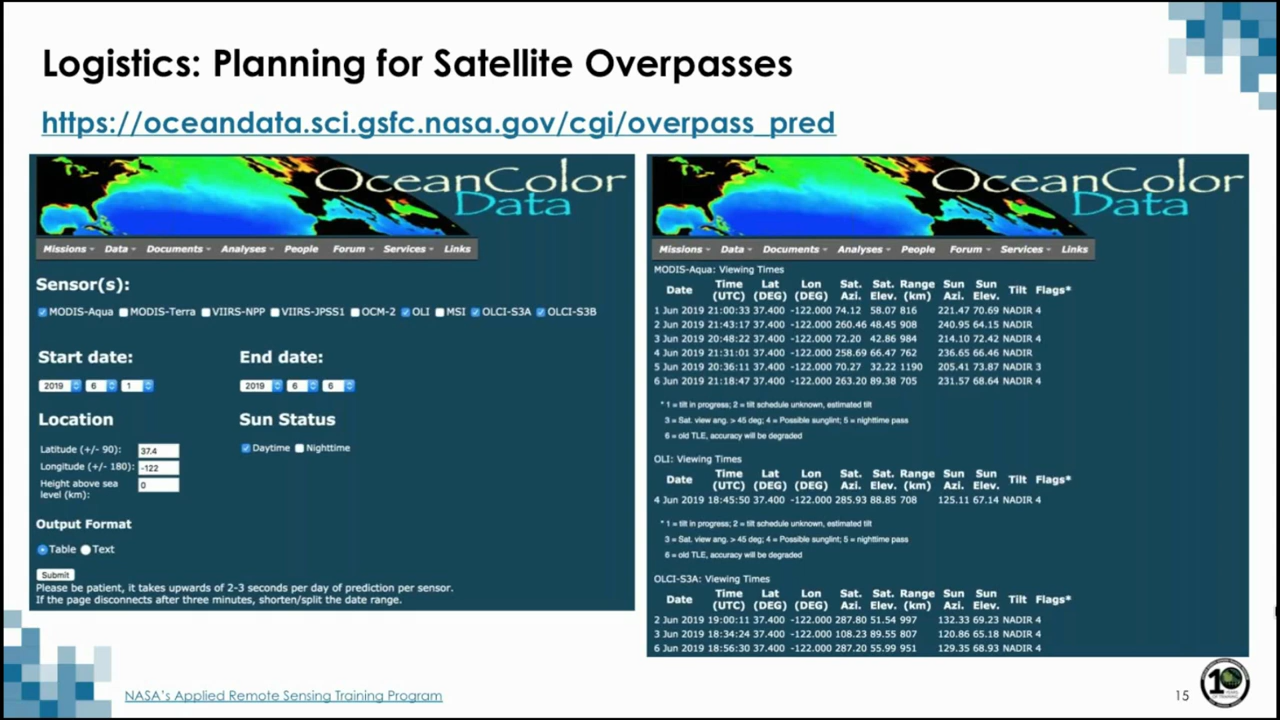 Logistics: Planning for Satellite Overpasses
https://oceandata.sci.gsfc.nasa.gov/cgi/overpass_pred
OceanColor
Data
Missions Data Documents Analyses People Forum Services Links
Sensor(s):
MODIS-Aqua MODIS-Terra VIIRS-NPP VIIRS-JPSS1 OCM-2 OLI MSI OLCI-S3A OLCI-S3B
Start date: End date:
2019 6 1 2019 6 6
Location Sun Status
Latitude (+/- 90): 37.4 Daytime Nighttime
Longitude (+/- 180): -122
Height above sea
level (km): 0
Output Format
Table Text
Submit
Please be patient, it takes upwards of 2-3 seconds per day of prediction per sensor.
If the page disconnects after three minutes, shorten/split the date range.
OceanColor
Data
Missions Data Documents Analyses People Forum Services Links
MODIS-Aqua: Viewing Times
Date Time (UTC) Lat (DEG) Lon (DEG) Sat. Azi. Sat. Elev. Range (km) Sun Azi. Sun Elev. Tilt Flags*
1 Jun 2019 21:00:33 37.400 -122.000 74.12 58.07 816 221.47 70.69 NADIR 4
2 Jun 2019 21:43:17 37.400 -122.000 260.46 48.45 908 240.95 64.15 NADIR
3 Jun 2019 20:48:22 37.400 -122.000 72.20 42.86 983 214.10 72.42 NADIR 4
4 Jun 2019 21:31:01 37.400 -122.000 258.69 66.47 762 236.65 66.46 NADIR
5 Jun 2019 20:36:11 37.400 -122.000 70.27 32.22 1190 205.41 73.87 NADIR 3
6 Jun 2019 21:18:47 37.400 -122.000 263.20 89.38 705 231.57 68.64 NADIR 4
* 1 = tilt in progress; 2 = tilt schedule unknown, estimated tilt
3 = Sat. view ang. > 45 deg; 4 = Possible sunglint; 5 = nighttime pass
6 = old TLE, accuracy will be degraded
OLI: Viewing Times
Date Time (UTC) Lat (DEG) Lon (DEG) Sat. Azi. Sat. Elev. Range (km) Sun Azi. Sun Elev. Tilt Flags*
4 Jun 2019 18:45:50 37.400 -122.000 285.93 88.85 708 125.11 67.14 NADIR 4
* 1 = tilt in progress; 2 = tilt schedule unknown, estimated tilt
3 = Sat. view ang. > 45 deg; 4 = Possible sunglint; 5 = nighttime pass
6 = old TLE, accuracy will be degraded
OLCI-S3A: Viewing Times
Date Time (UTC) Lat (DEG) Lon (DEG) Sat. Azi. Sat. Elev. Range (km) Sun Azi. Sun Elev. Tilt Flags*
2 Jun 2019 19:00:11 37.400 -122.000 287.80 51.54 997 132.33 69.23 NADIR 4
3 Jun 2019 18:34:24 37.400 -122.000 108.23 89.55 807 120.86 65.18 NADIR 4
6 Jun 2019 18:56:30 37.400 -122.000 287.20 55.99 951 129.35 68.93 NADIR 4
NASA's Applied Remote Sensing Training Program
15